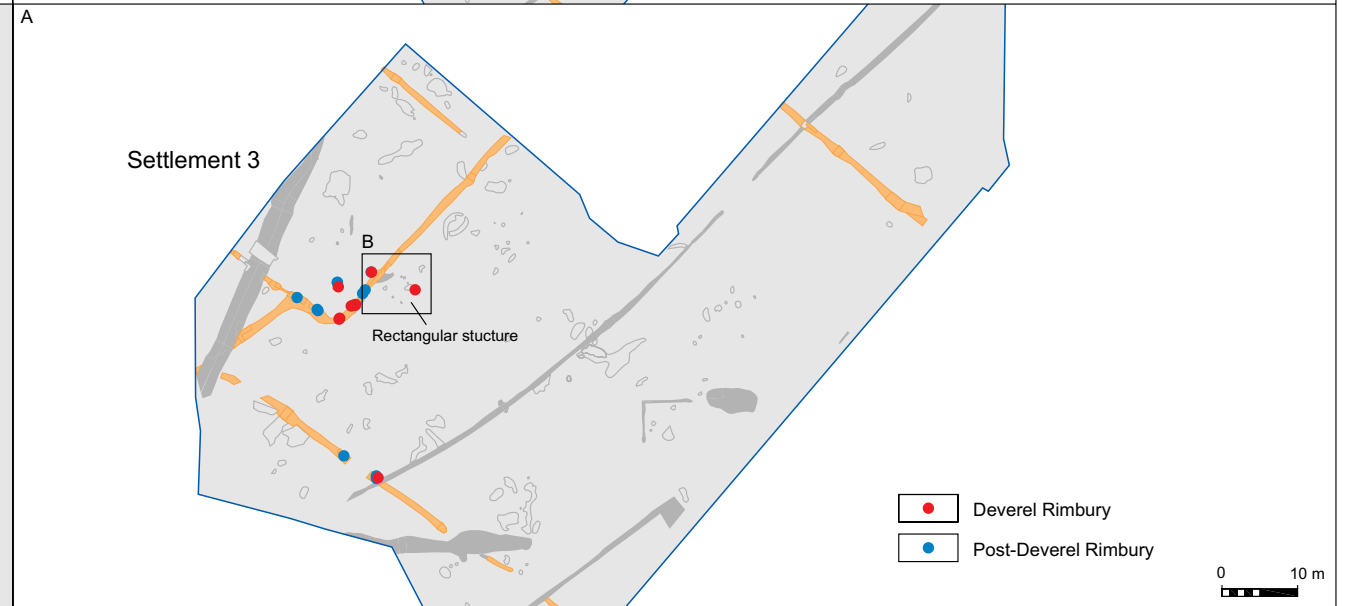 A
Settlement 3
B
Rectangular stucture
Deverel Rimbury
Post-Deverel Rimbury
0 10 m